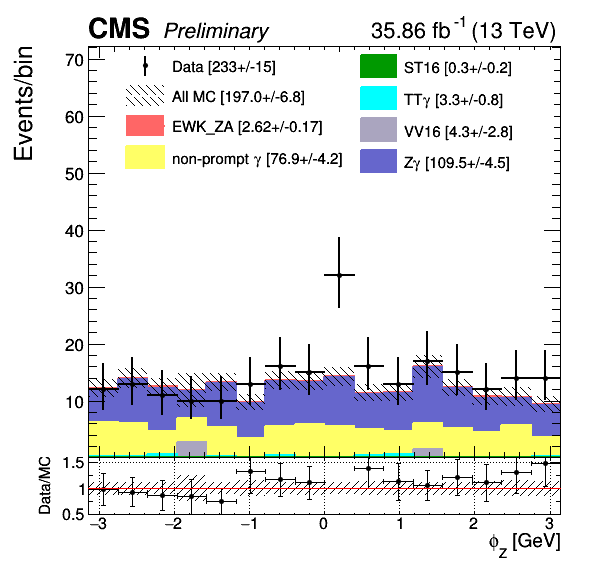 CMS Preliminary 35.86 fb⁻¹ (13 TeV)
Events/bin
70
60
50
40
30
20
10
Data [233+/-15]
All MC [197.0+/-6.8]
EWK_ZA [2.62+/-0.17]
non-prompt γ [76.9+/-4.2]
ST16 [0.3+/-0.2]
TTγ [3.3+/-0.8]
VV16 [4.3+/-2.8]
Zγ [109.5+/-4.5]
Data/MC
1.5
1
0.5
−3 −2 −1 0 1 2 3
ϕ_Z [GeV]